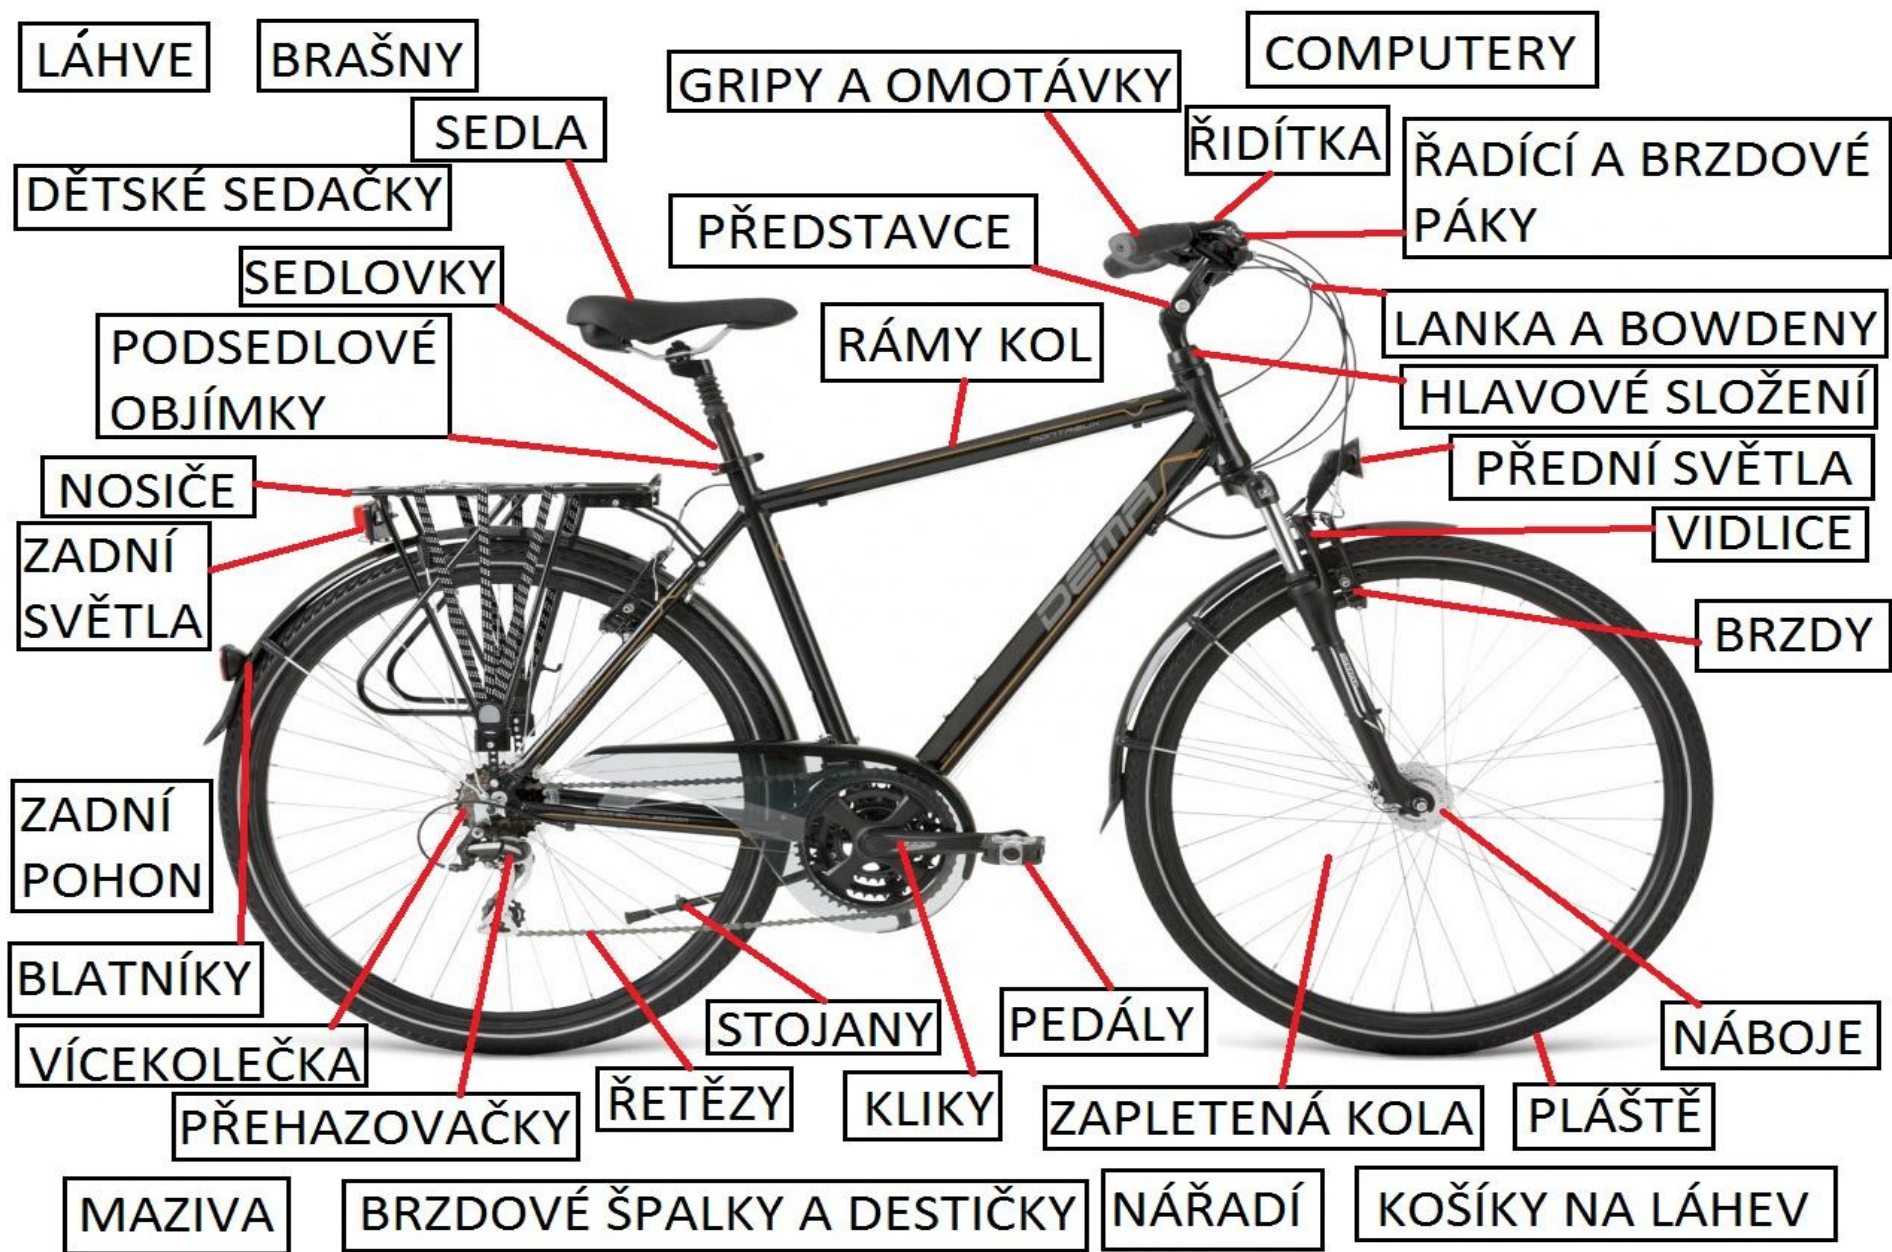 LÁHVE
BRAŠNY
COMPUTERY
GRIPY A OMOTÁVKY
SEDLA
ŘIDÍTKA
ŘADÍCÍ A BRZDOVÉ
PÁKY
DĚTSKÉ SEDAČKY
PŘEDSTAVCE
SEDLOVKY
LANKA A BOWDENY
PODSEDLOVÉ
OBJÍMKY
RÁMY KOL
HLAVOVÉ SLOŽENÍ
NOSIČE
PŘEDNÍ SVĚTLA
ZADNÍ
SVĚTLA
VIDLICE
DEMA
BRZDY
ZADNÍ
POHON
BLATNÍKY
STOJANY
PEDÁLY
NÁBOJE
VÍCEKOLEČKA
ŘETĚZY
KLIKY
ZAPLETENÁ KOLA
PLÁŠTĚ
PŘEHAZOVAČKY
MAZIVA
BRZDOVÉ ŠPALKY A DESTIČKY
NÁŘADÍ
KOŠÍKY NA LÁHEV